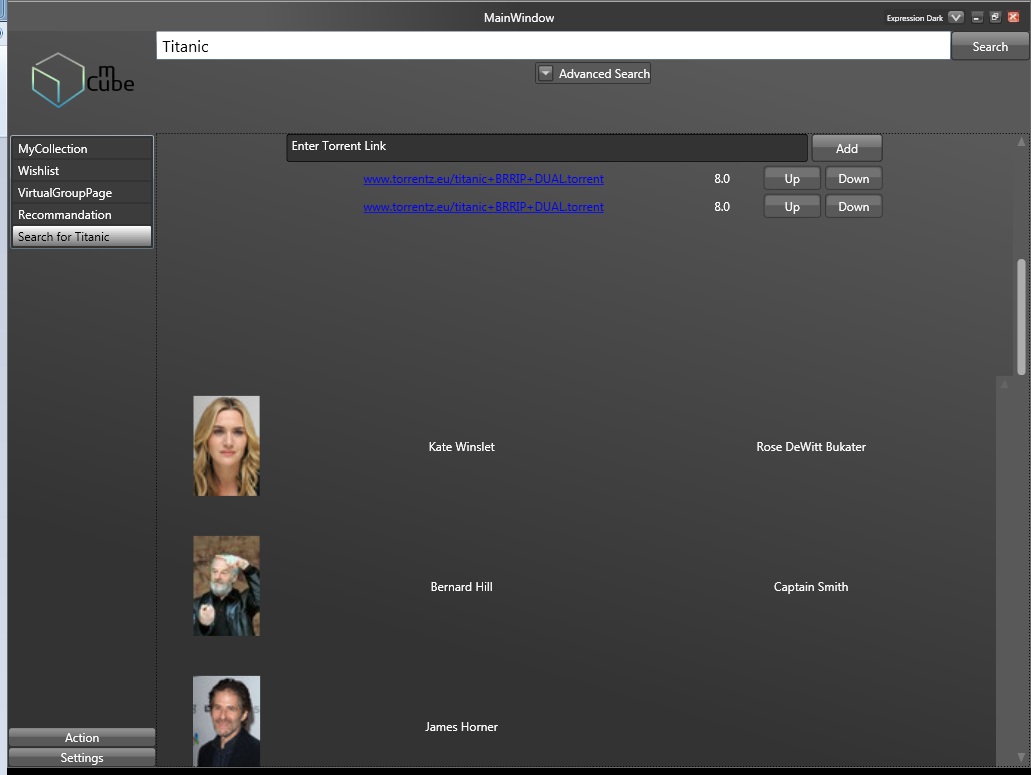 MainWindow
Expression Dark
Titanic
Search
Advanced Search
m
Cube
MyCollection
Wishlist
VirtualGroupPage
Recommandation
Search for Titanic
Enter Torrent Link
Add
www.torrentz.eu/titanic+BRRIP+DUAL.torrent 8.0 Up Down
www.torrentz.eu/titanic+BRRIP+DUAL.torrent 8.0 Up Down
Kate Winslet Rose DeWitt Bukater
Bernard Hill Captain Smith
James Horner
Action
Settings